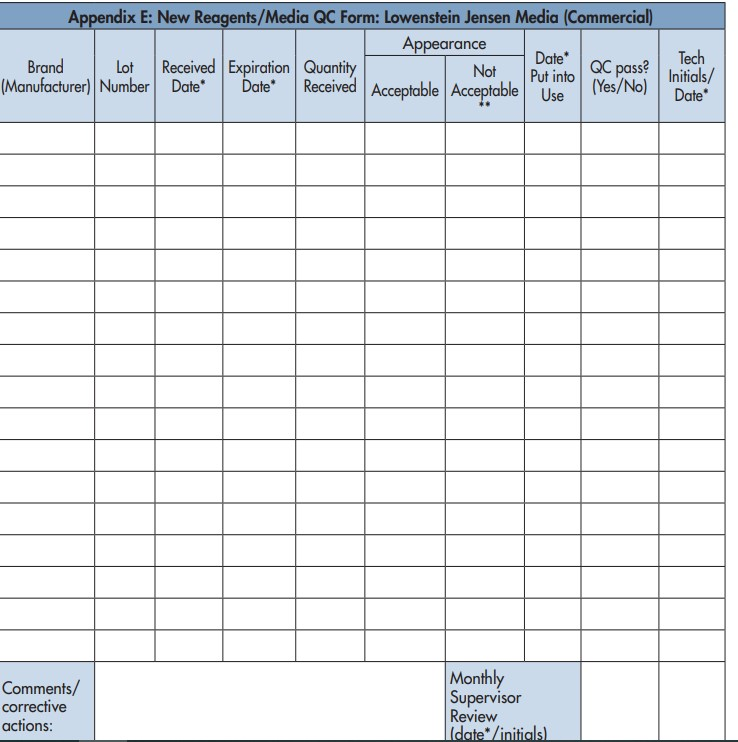 Appendix E: New Reagents/Media QC Form: Lowenstein Jensen Media (Commercial)
Brand
(Manufacturer)
Lot
Number
Received
Date*
Expiration
Date*
Quantity
Received
Appearance
Acceptable
Not
Acceptable
**
Date*
Put into
Use
QC pass?
(Yes/No)
Tech
Initials/
Date*
Comments/
corrective
actions:
Monthly
Supervisor
Review
(date*/initials)